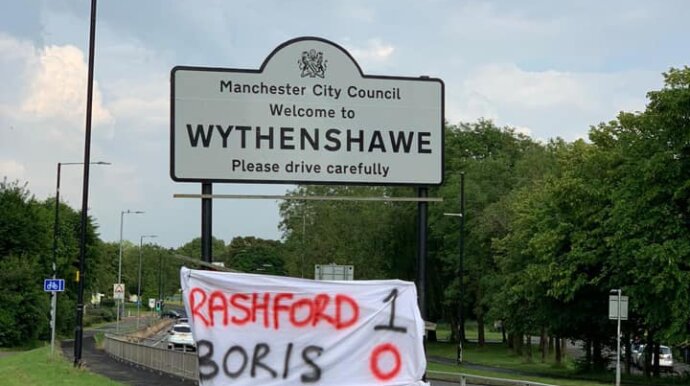 Manchester City Council
Welcome to
WYTHENSHAWE
Please drive carefully
RASHFORD 1
BORIS 0